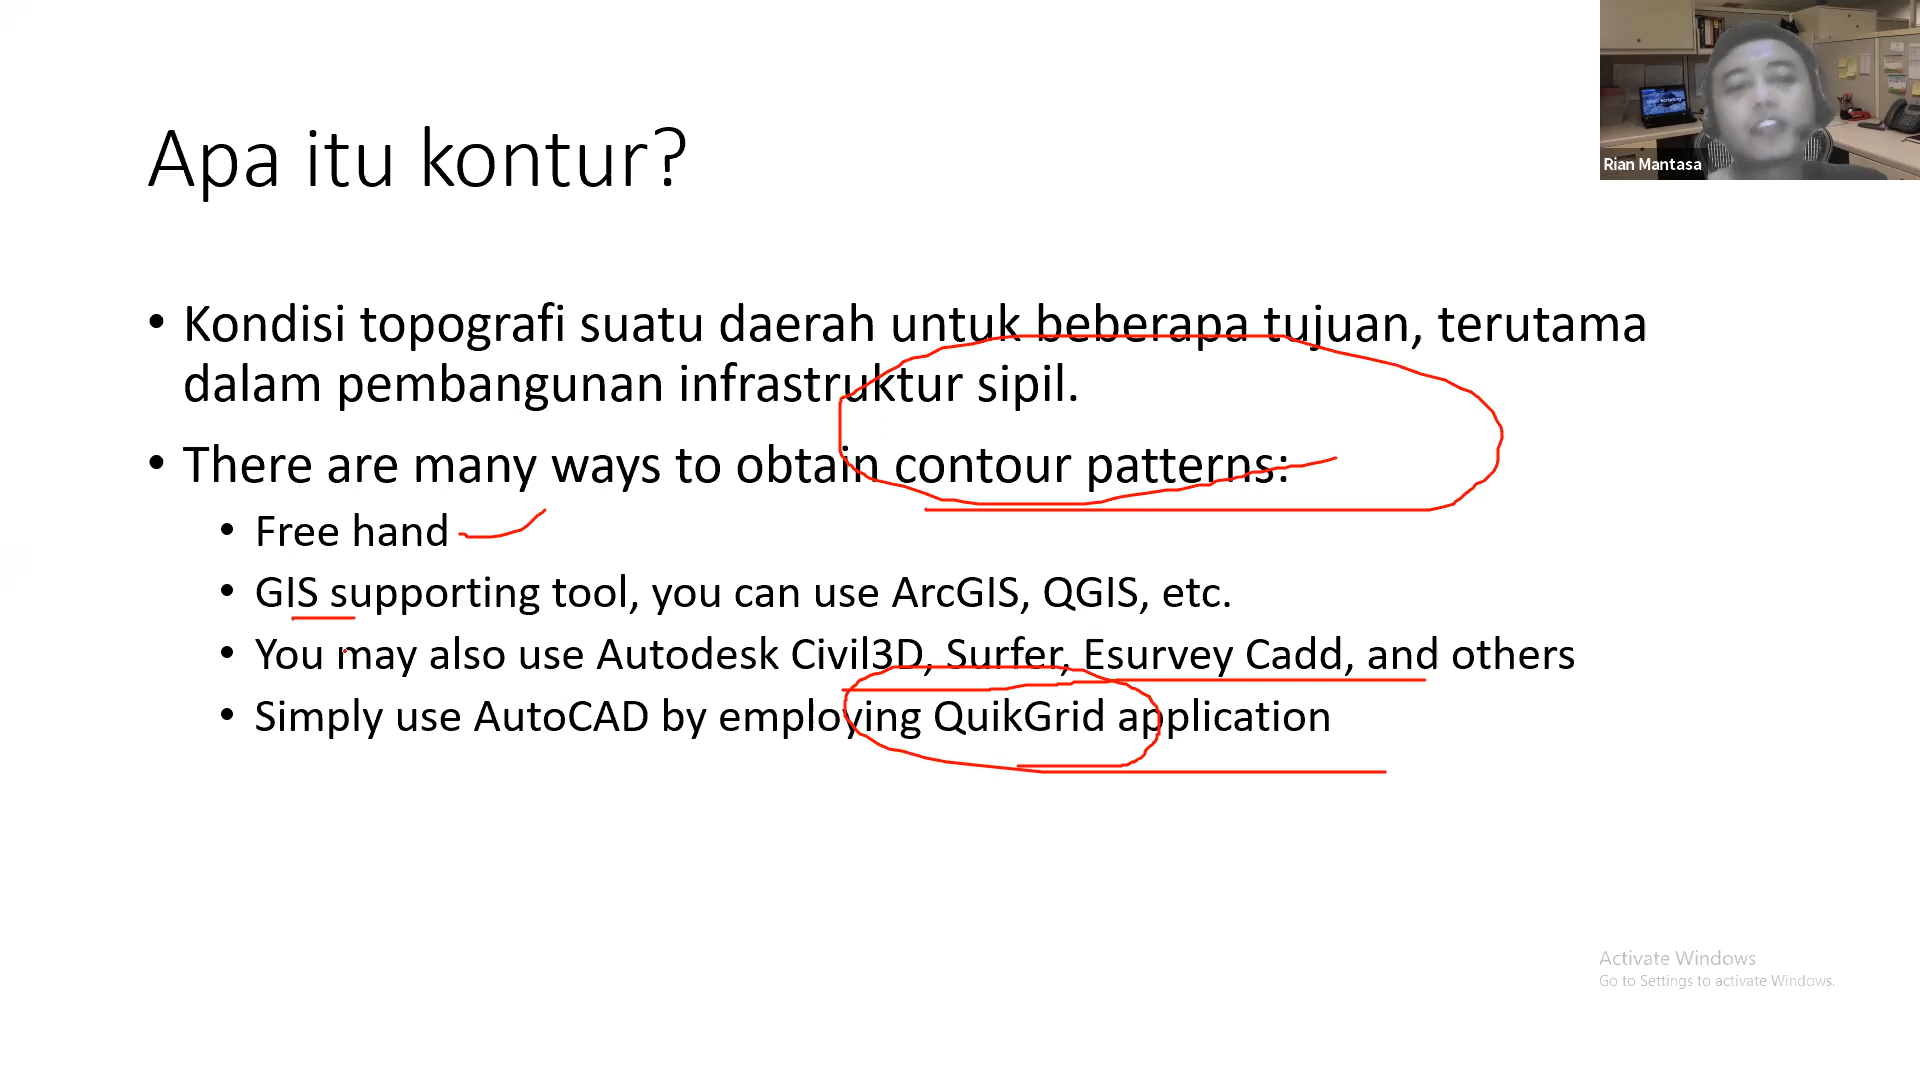 Apa itu kontur?
Rian Mantasa
• Kondisi topografi suatu daerah untuk beberapa tujuan, terutama
dalam pembangunan infrastruktur sipil.
• There are many ways to obtain contour patterns:
• Free hand
• GIS supporting tool, you can use ArcGIS, QGIS, etc.
• You may also use Autodesk Civil3D, Surfer, Esurvey Cadd, and others
• Simply use AutoCAD by employing QuikGrid application
Activate Windows
Go to Settings to activate Windows.